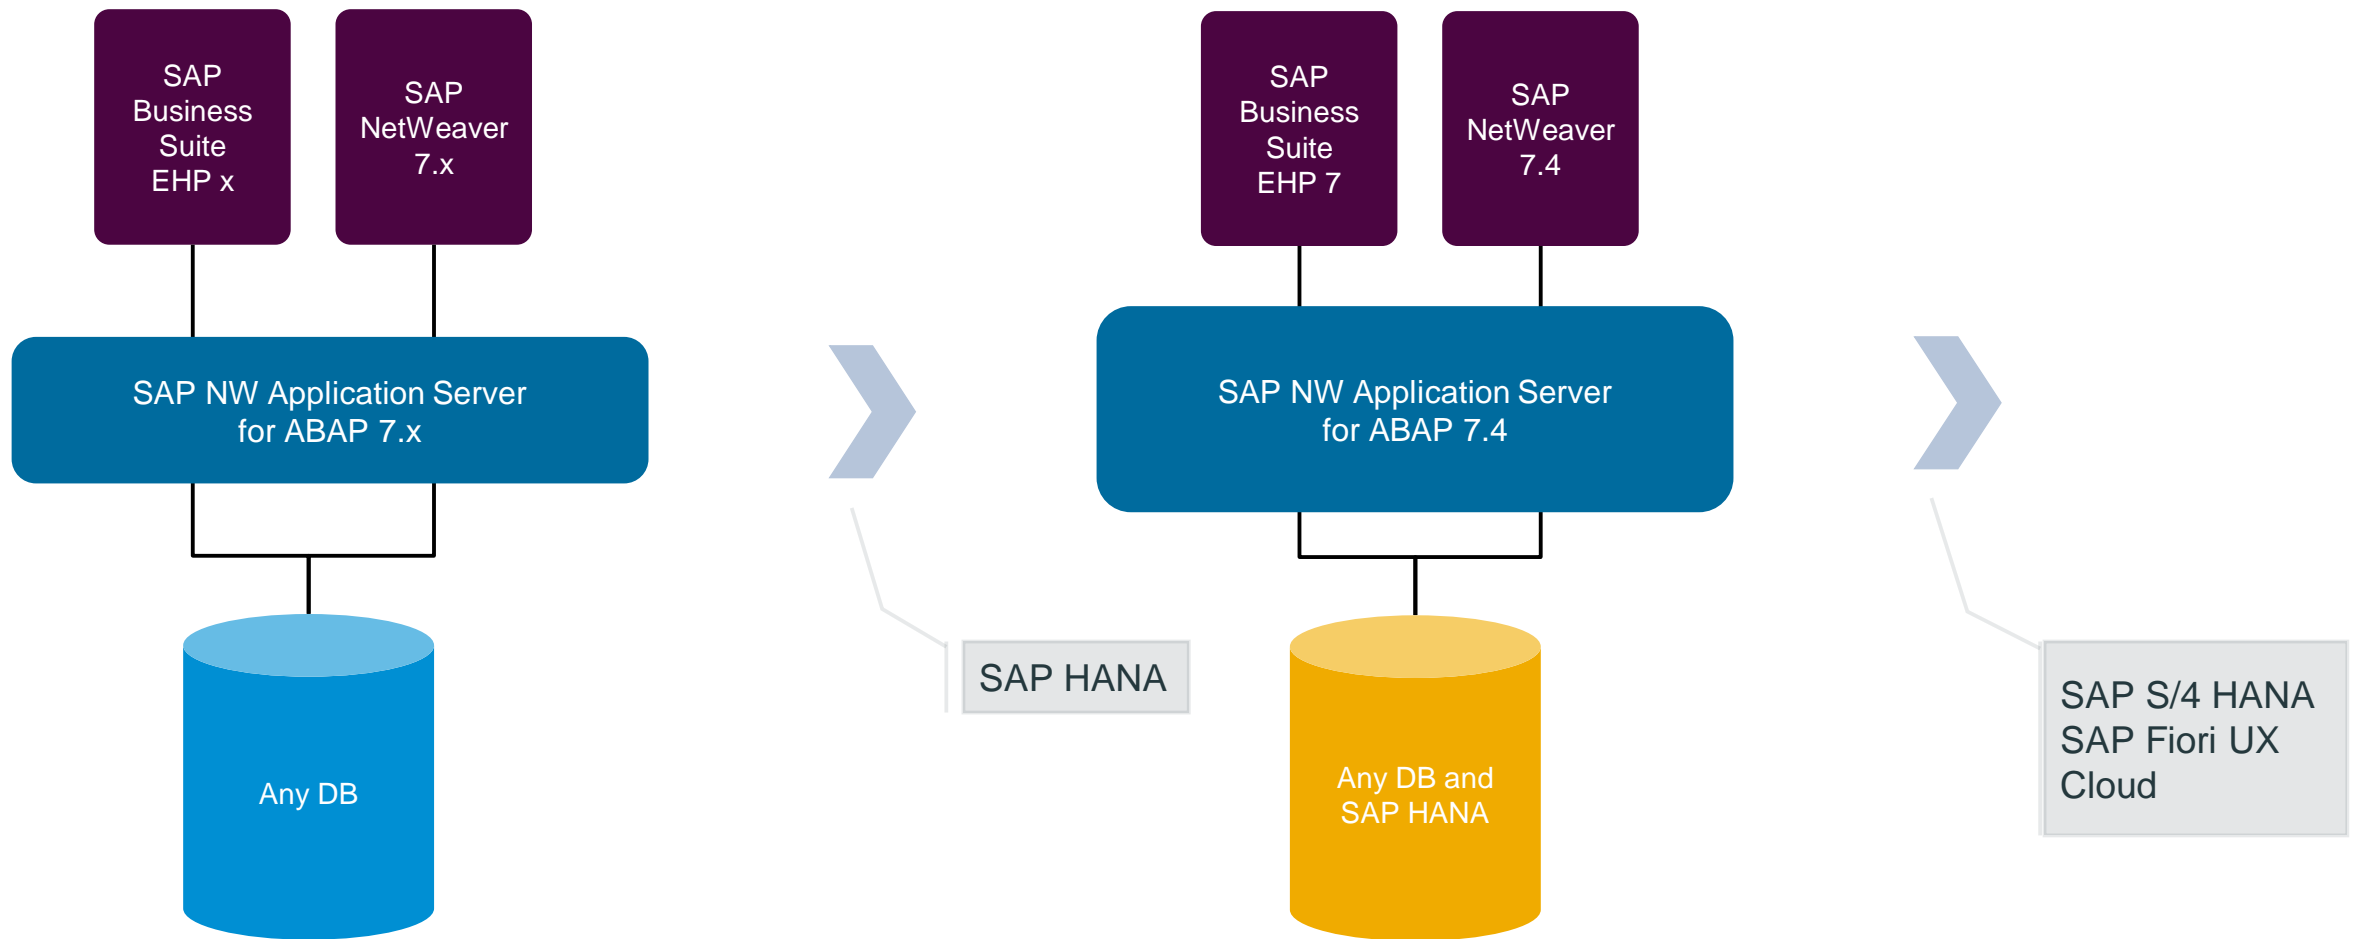 SAP
Business
Suite
EHP x
SAP
NetWeaver
7.x
SAP NW Application Server
for ABAP 7.x
Any DB
SAP HANA
SAP
Business
Suite
EHP 7
SAP
NetWeaver
7.4
SAP NW Application Server
for ABAP 7.4
Any DB and
SAP HANA
SAP S/4 HANA
SAP Fiori UX
Cloud